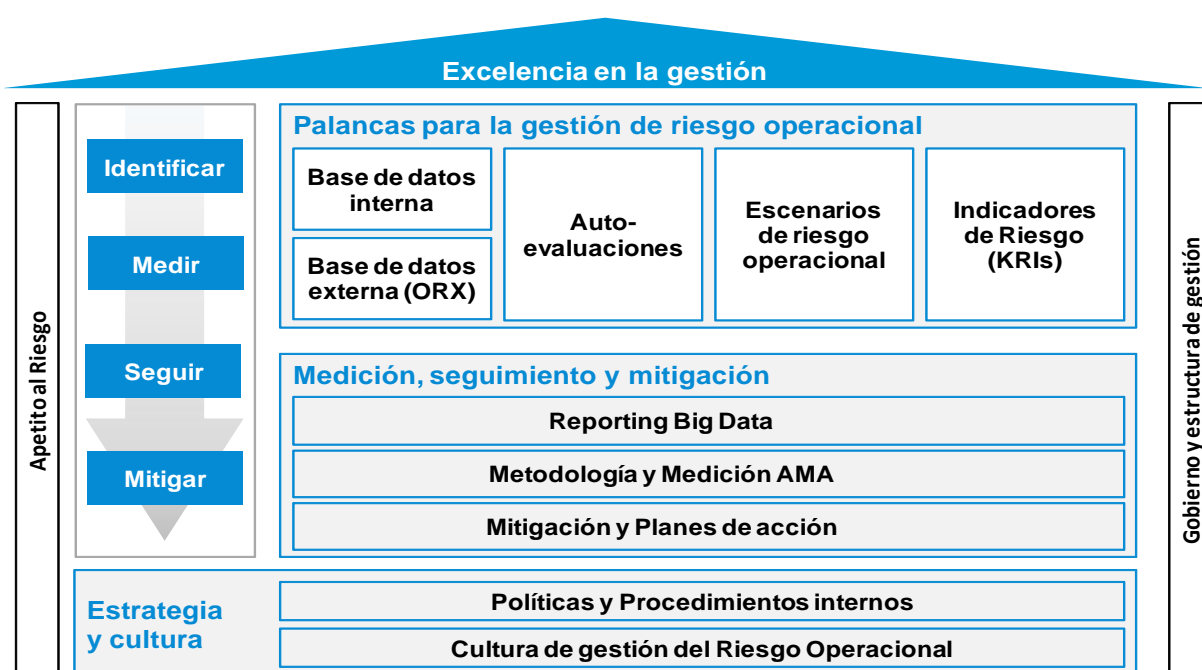 Excelencia en la gestión
Apetito al Riesgo
Identificar
Medir
Seguir
Mitigar
Palancas para la gestión de riesgo operacional
Base de datos
interna
Base de datos
externa (ORX)
Auto-
evaluaciones
Escenarios
de riesgo
operacional
Indicadores
de Riesgo
(KRIs)
Medición, seguimiento y mitigación
Reporting Big Data
Metodología y Medición AMA
Mitigación y Planes de acción
Estrategia
y cultura
Políticas y Procedimientos internos
Cultura de gestión del Riesgo Operacional
Gobierno y estructura de gestión